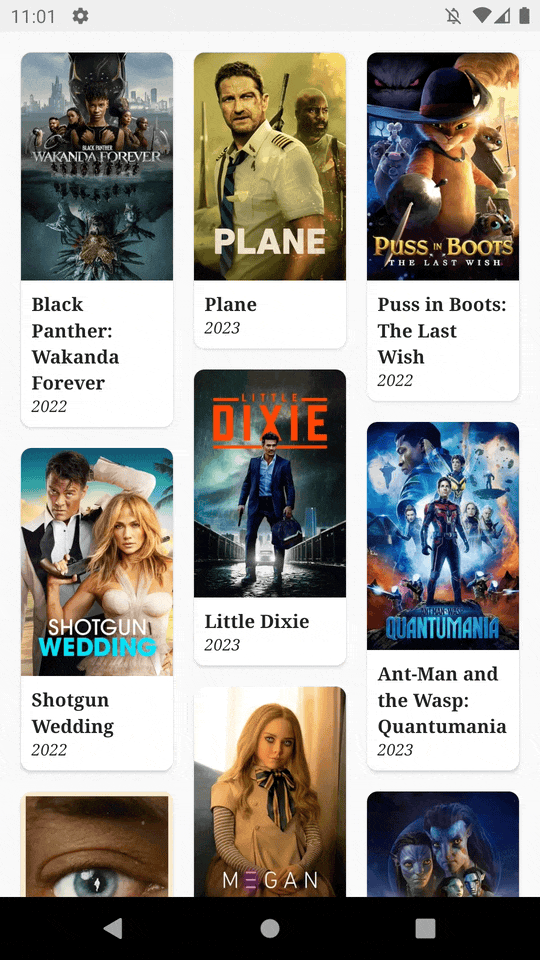 11:01
BLACK PANTHER
WAKANDA FOREVER
Black
Panther:
Wakanda
Forever
2022
PLANE
Plane
2023
PUSS IN BOOTS
THE LAST WISH
Puss in Boots:
The Last
Wish
2022
SHOTGUN
WEDDING
Shotgun
Wedding
2022
LITTLE
DIXIE
Little Dixie
2023
ANT-MAN AND THE WASP
QUANTUMANIA
Ant-Man and
the Wasp:
Quantumania
2023
M≡GAN